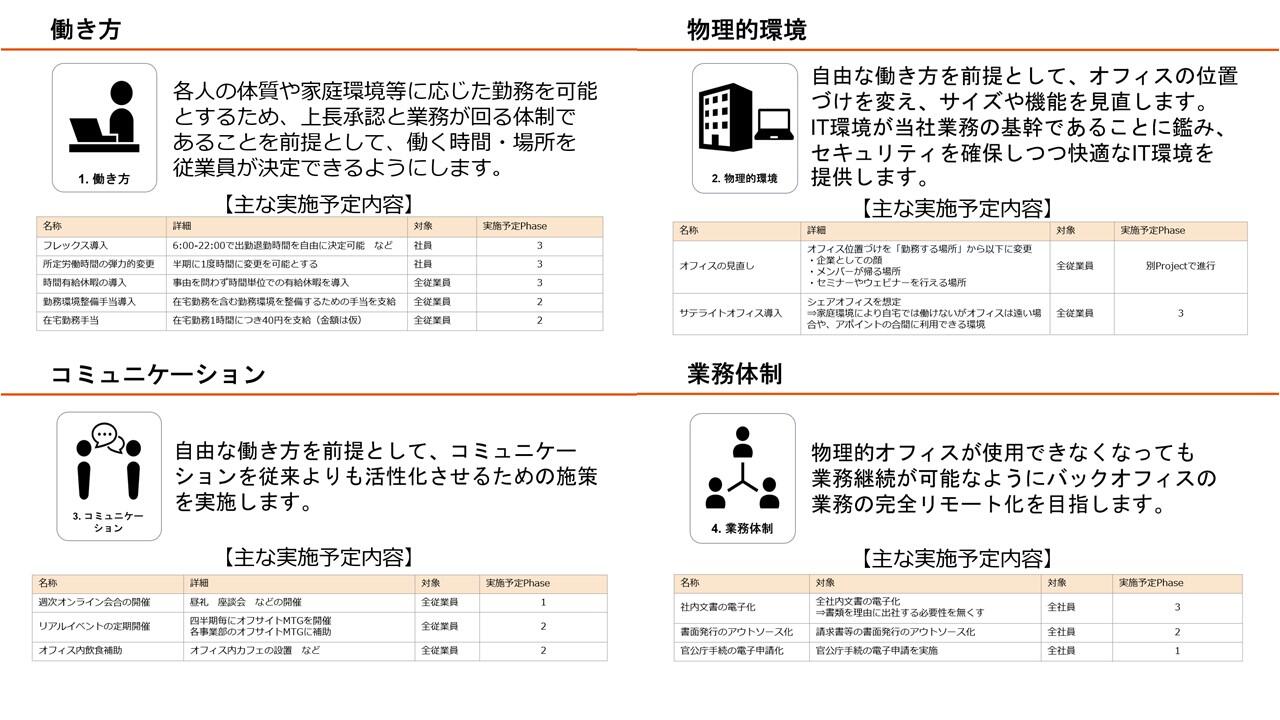 働き方
各人の体質や家庭環境等に応じた勤務を可能
とするため、上長承認と業務が回る体制で
あることを前提として、働く時間・場所を
従業員が決定できるようにします。
1. 働き方
【主な実施予定内容】
名称 詳細 対象 実施予定Phase
フレックス導入 6:00-22:00で出勤退勤時間を自由に決定可能 など 社員 3
所定労働時間の弾力的変更 半期に1度時間に変更を可能とする 社員 3
時間有給休暇の導入 事由を問わず時間単位での有給休暇を導入 全従業員 3
勤務環境整備手当導入 在宅勤務を含む勤務環境を整備するための手当を支給 全従業員 2
在宅勤務手当 在宅勤務1時間につき40円を支給（金額は仮） 全従業員 2
物理的環境
自由な働き方を前提として、オフィスの位置
づけを変え、サイズや機能を見直します。
IT環境が当社業務の基幹であることに鑑み、
セキュリティを確保しつつ快適なIT環境を
提供します。
2. 物理的環境
【主な実施予定内容】
名称 詳細 対象 実施予定Phase
オフィスの見直し オフィス位置づけを「勤務する場所」から以下に変更
・企業としての顔
・メンバーが帰る場所
・セミナーやウェビナーを行える場所
全従業員 別Projectで進行
サテライトオフィス導入 シェアオフィスを想定
⇒家庭環境により自宅では働けないがオフィスは遠い場
合や、アポイントの合間に利用できる環境
全従業員 3
コミュニケーション
自由な働き方を前提として、コミュニケー
ションを従来よりも活性化させるための施策
を実施します。
3. コミュニケー
ション
【主な実施予定内容】
名称 詳細 対象 実施予定Phase
週次オンライン会合の開催 昼礼 座談会 などの開催 全従業員 1
リアルイベントの定期開催 四半期毎にオフサイトMTGを開催
各事業部のオフサイトMTGに補助
全従業員 2
オフィス内飲食補助 オフィス内カフェの設置 など 全従業員 2
業務体制
物理的オフィスが使用できなくなっても
業務継続が可能なようにバックオフィスの
業務の完全リモート化を目指します。
4. 業務体制
【主な実施予定内容】
名称 対象 対象 実施予定Phase
社内文書の電子化 全社内文書の電子化
⇒書類を理由に出社する必要性を無くす
全社員 3
書面発行のアウトソース化 請求書等の書面発行のアウトソース化 全社員 2
官公庁手続の電子申請化 官公庁手続の電子申請を実施 全社員 1